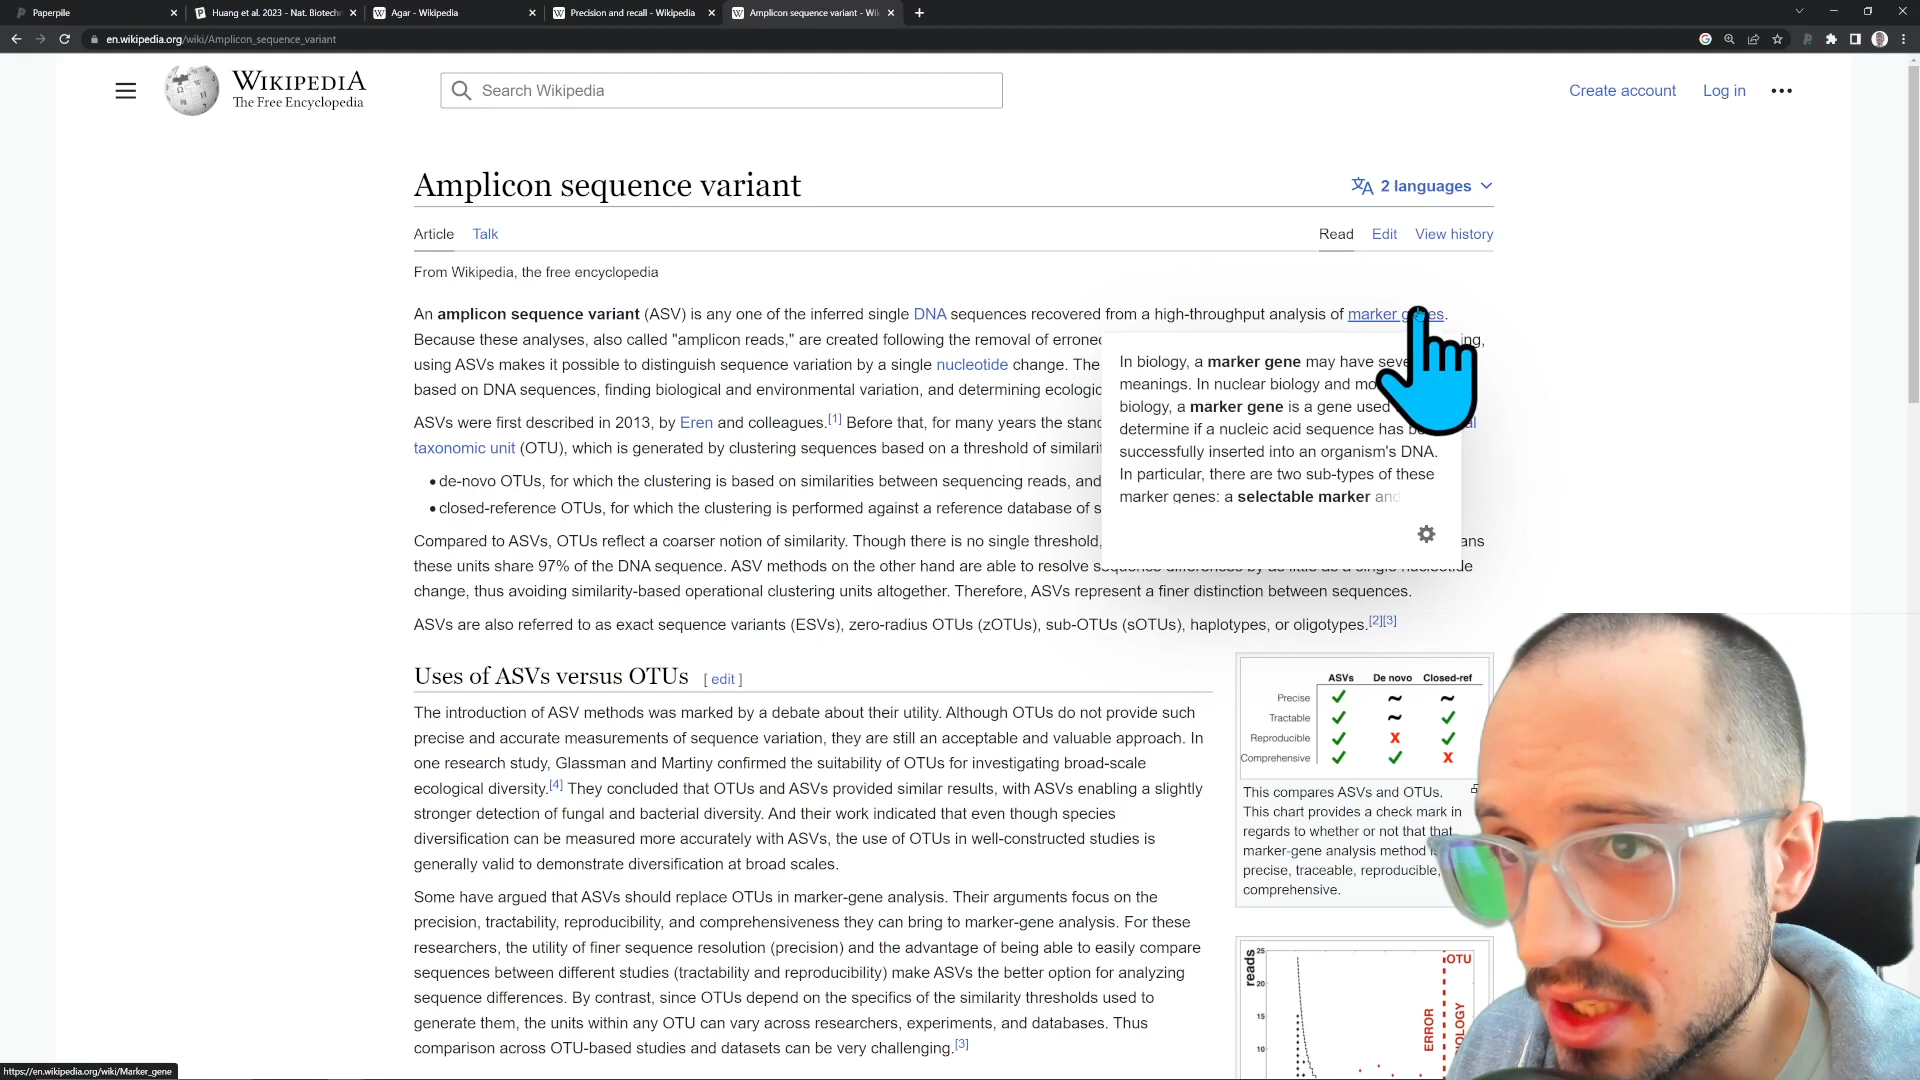 Paperpile
Huang et al. 2023 - Nat. Biotechn
Agar - Wikipedia
Precision and recall - Wikipedia
Amplicon sequence variant - Wi
en.wikipedia.org/wiki/Amplicon_sequence_variant
WIKIPEDIA
The Free Encyclopedia
Search Wikipedia
Create account
Log in
Amplicon sequence variant
2 languages
Article Talk
Read Edit View history
From Wikipedia, the free encyclopedia
An amplicon sequence variant (ASV) is any one of the inferred single DNA sequences recovered from a high-throughput analysis of marker
Because these analyses, also called "amplicon reads," are created following the removal of
using ASVs makes it possible to distinguish sequence variation by a single nucleotide change. The
based on DNA sequences, finding biological and environmental variation, and determining
ASVs were first described in 2013, by Eren and colleagues.[1] Before that, for many years the
taxonomic unit (OTU), which is generated by clustering sequences based on a threshold of
• de-novo OTUs, for which the clustering is based on similarities between sequencing reads, and
• closed-reference OTUs, for which the clustering is performed against a reference database of
Compared to ASVs, OTUs reflect a coarser notion of similarity. Though there is no single threshold,
these units share 97% of the DNA sequence. ASV methods on the other hand are able to resolve
change, thus avoiding similarity-based operational clustering units altogether. Therefore, ASVs represent a finer distinction between sequences.
ASVs are also referred to as exact sequence variants (ESVs), zero-radius OTUs (zOTUs), sub-OTUs (sOTUs), haplotypes, or oligotypes.[2][3]
In biology, a marker gene may have
meanings. In nuclear biology and
biology, a marker gene is a gene used
determine if a nucleic acid sequence has
successfully inserted into an organism's DNA.
In particular, there are two sub-types of these
marker genes: a selectable marker and
Uses of ASVs versus OTUs [ edit ]
The introduction of ASV methods was marked by a debate about their utility. Although OTUs do not provide such
precise and accurate measurements of sequence variation, they are still an acceptable and valuable approach. In
one research study, Glassman and Martiny confirmed the suitability of OTUs for investigating broad-scale
ecological diversity.[4] They concluded that OTUs and ASVs provided similar results, with ASVs enabling a slightly
stronger detection of fungal and bacterial diversity. And their work indicated that even though species
diversification can be measured more accurately with ASVs, the use of OTUs in well-constructed studies is
generally valid to demonstrate diversification at broad scales.
Some have argued that ASVs should replace OTUs in marker-gene analysis. Their arguments focus on the
precision, tractability, reproducibility, and comprehensiveness they can bring to marker-gene analysis. For these
researchers, the utility of finer sequence resolution (precision) and the advantage of being able to easily compare
sequences between different studies (tractability and reproducibility) make ASVs the better option for analyzing
sequence differences. By contrast, since OTUs depend on the specifics of the similarity thresholds used to
generate them, the units within any OTU can vary across researchers, experiments, and databases. Thus
comparison across OTU-based studies and datasets can be very challenging.[3]
ASVs De novo Closed-ref
Precise ✓ ~ ~
Tractable ✓ ~ ✓
Reproducible ✓ x ✓
Comprehensive ✓ ✓ x
This compares ASVs and OTUs.
This chart provides a check mark in
regards to whether or not that that
marker-gene analysis method
precise, traceable, reproducible,
comprehensive.
reads
25
20
15
10
OTU
ERROR
https://en.wikipedia.org/wiki/Marker_gene